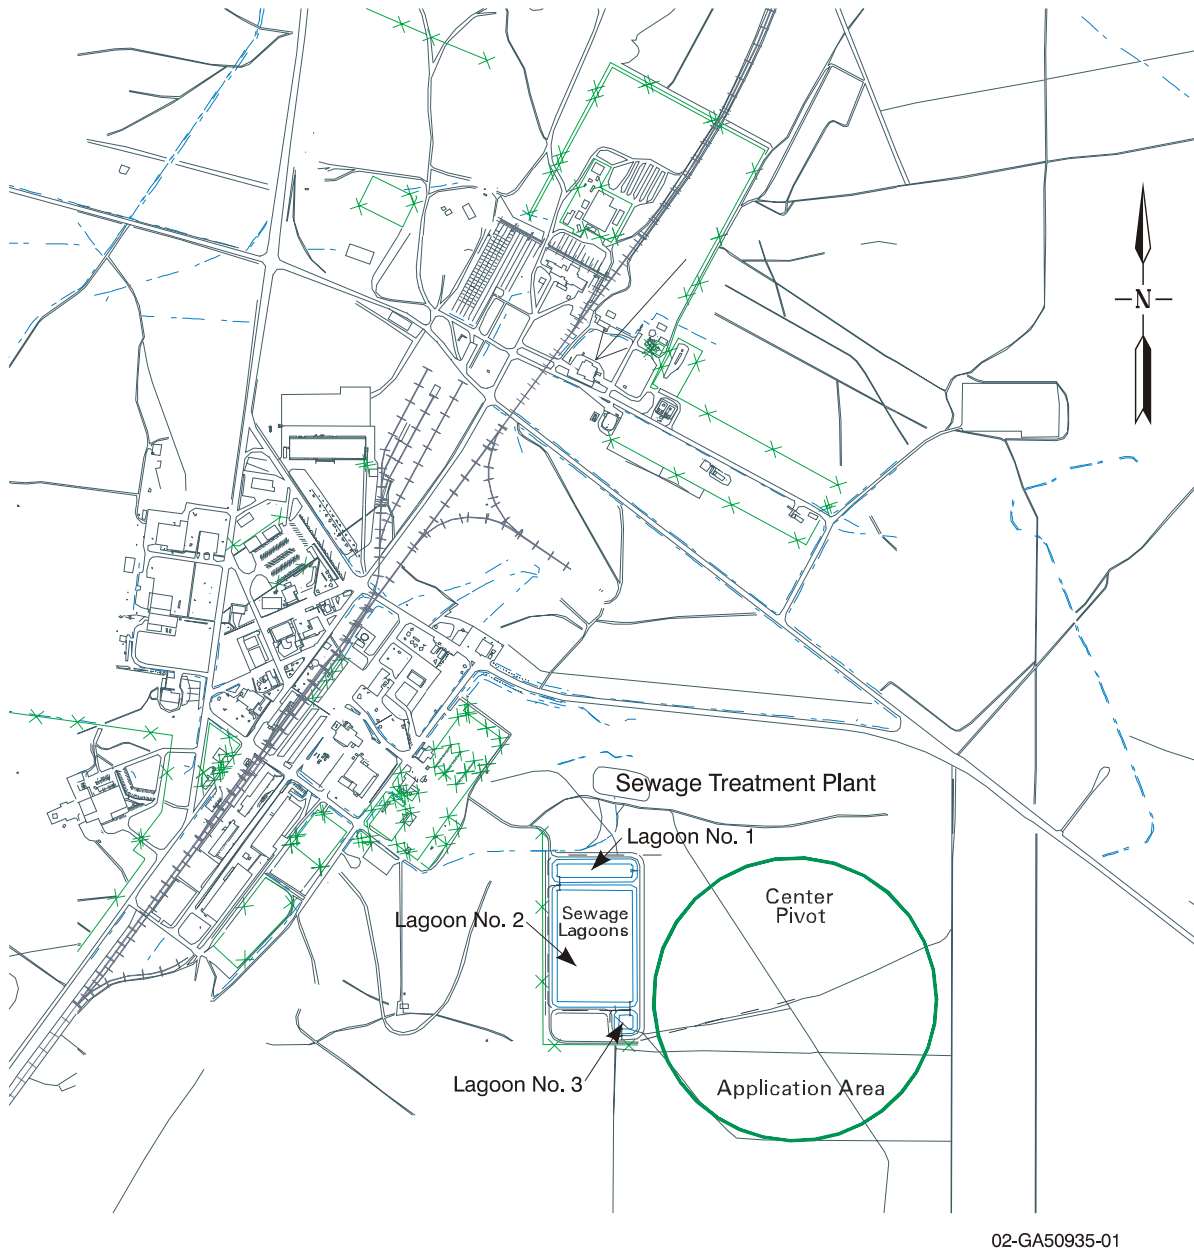 N
Sewage Treatment Plant
Lagoon No. 1
Center
Pivot
Lagoon No. 2
Sewage
Lagoons
Lagoon No. 3
Application Area
02-GA50935-01